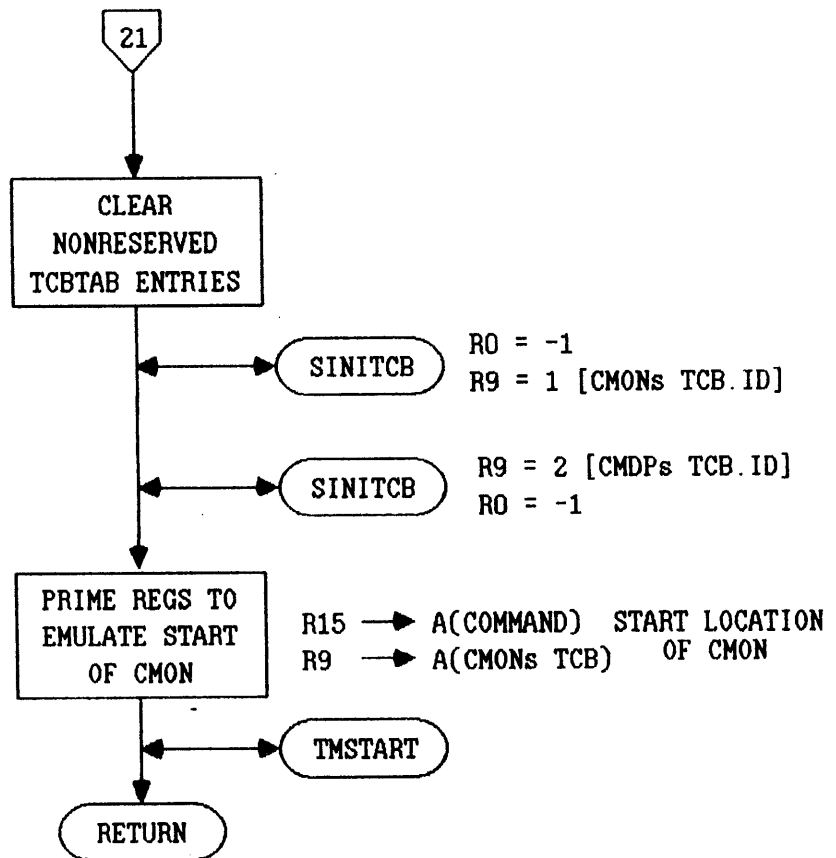 21
CLEAR
NONRESERVED
TCBTAB ENTRIES
SINITCB
R0 = -1
R9 = 1 [CMONs TCB.ID]
SINITCB
R9 = 2 [CMDPs TCB.ID]
R0 = -1
PRIME REGS TO
EMULATE START
OF CMON
R15 → A(COMMAND) START LOCATION
R9 → A(CMONs TCB) OF CMON
TMSTART
RETURN